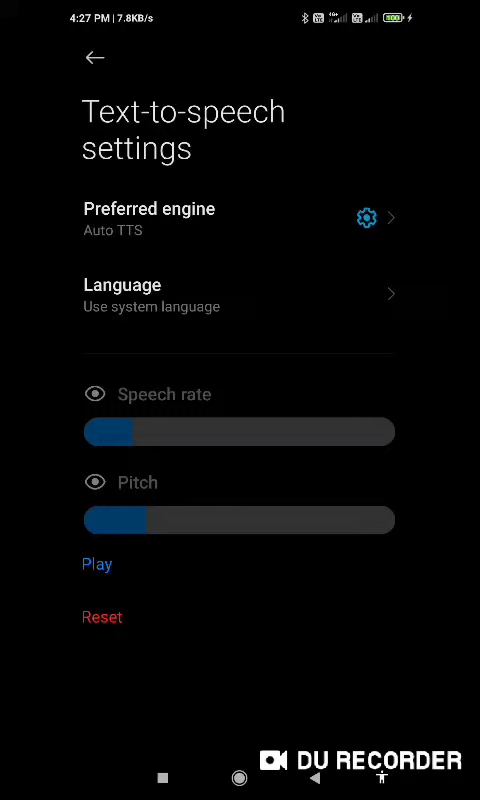 4:27 PM | 7.8KB/s
Text-to-speech
settings
Preferred engine
Auto TTS
Language
Use system language
Speech rate
Pitch
Play
Reset
DU RECORDER